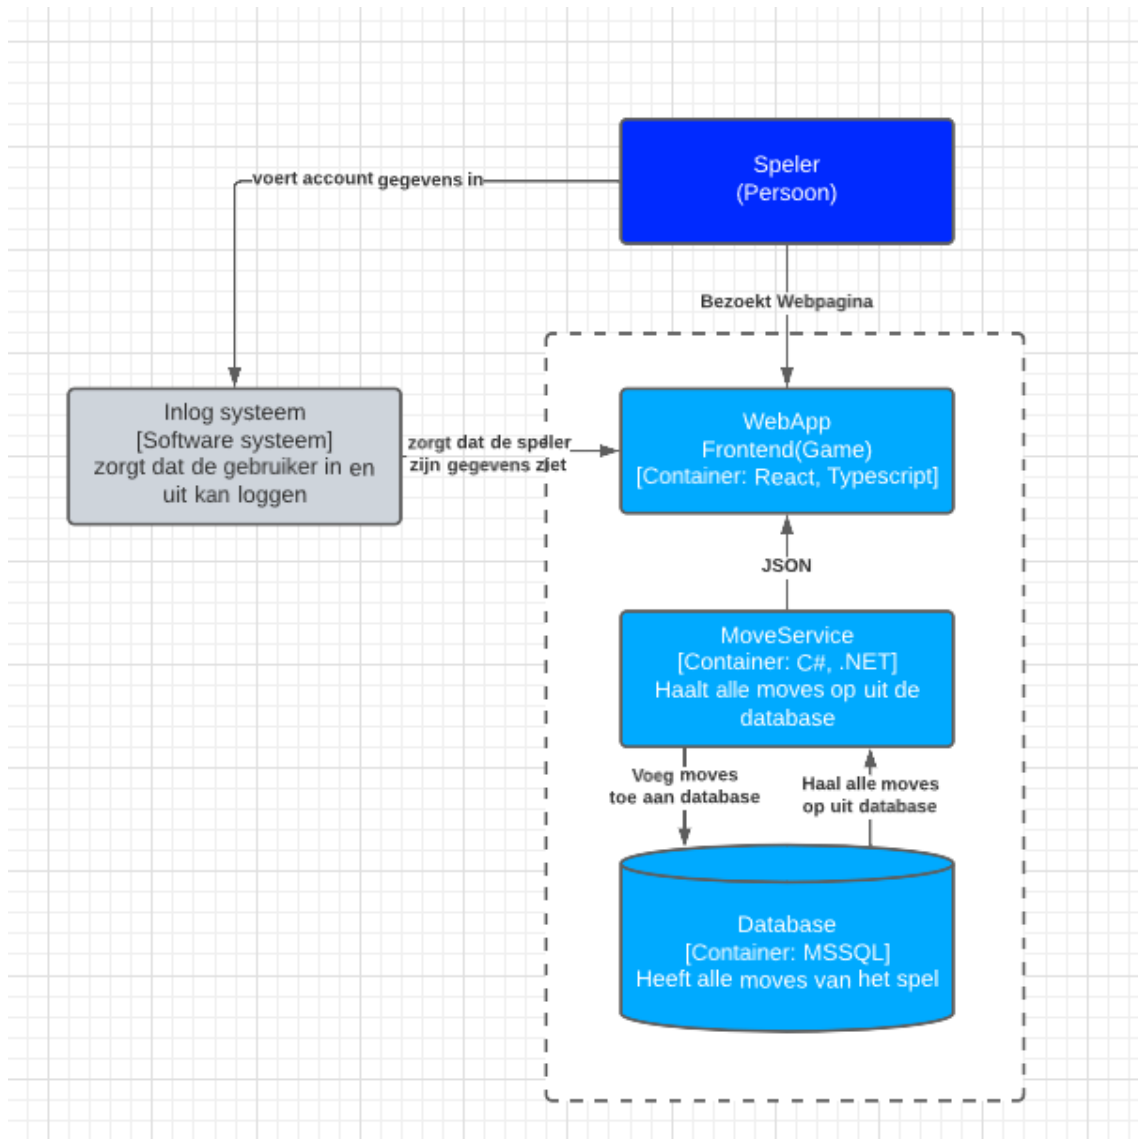 Speler
(Persoon)
voert account gegevens in
Bezoekt Webpagina
Inlog systeem
[Software systeem]
zorgt dat de gebruiker in en
uit kan loggen
zorgt dat de speler
zijn gegevens ziet
WebApp
Frontend(Game)
[Container: React, Typescript]
JSON
MoveService
[Container: C#, .NET]
Haalt alle moves op uit de
database
Voeg moves
toe aan database
Haal alle moves
op uit database
Database
[Container: MSSQL]
Heeft alle moves van het spel